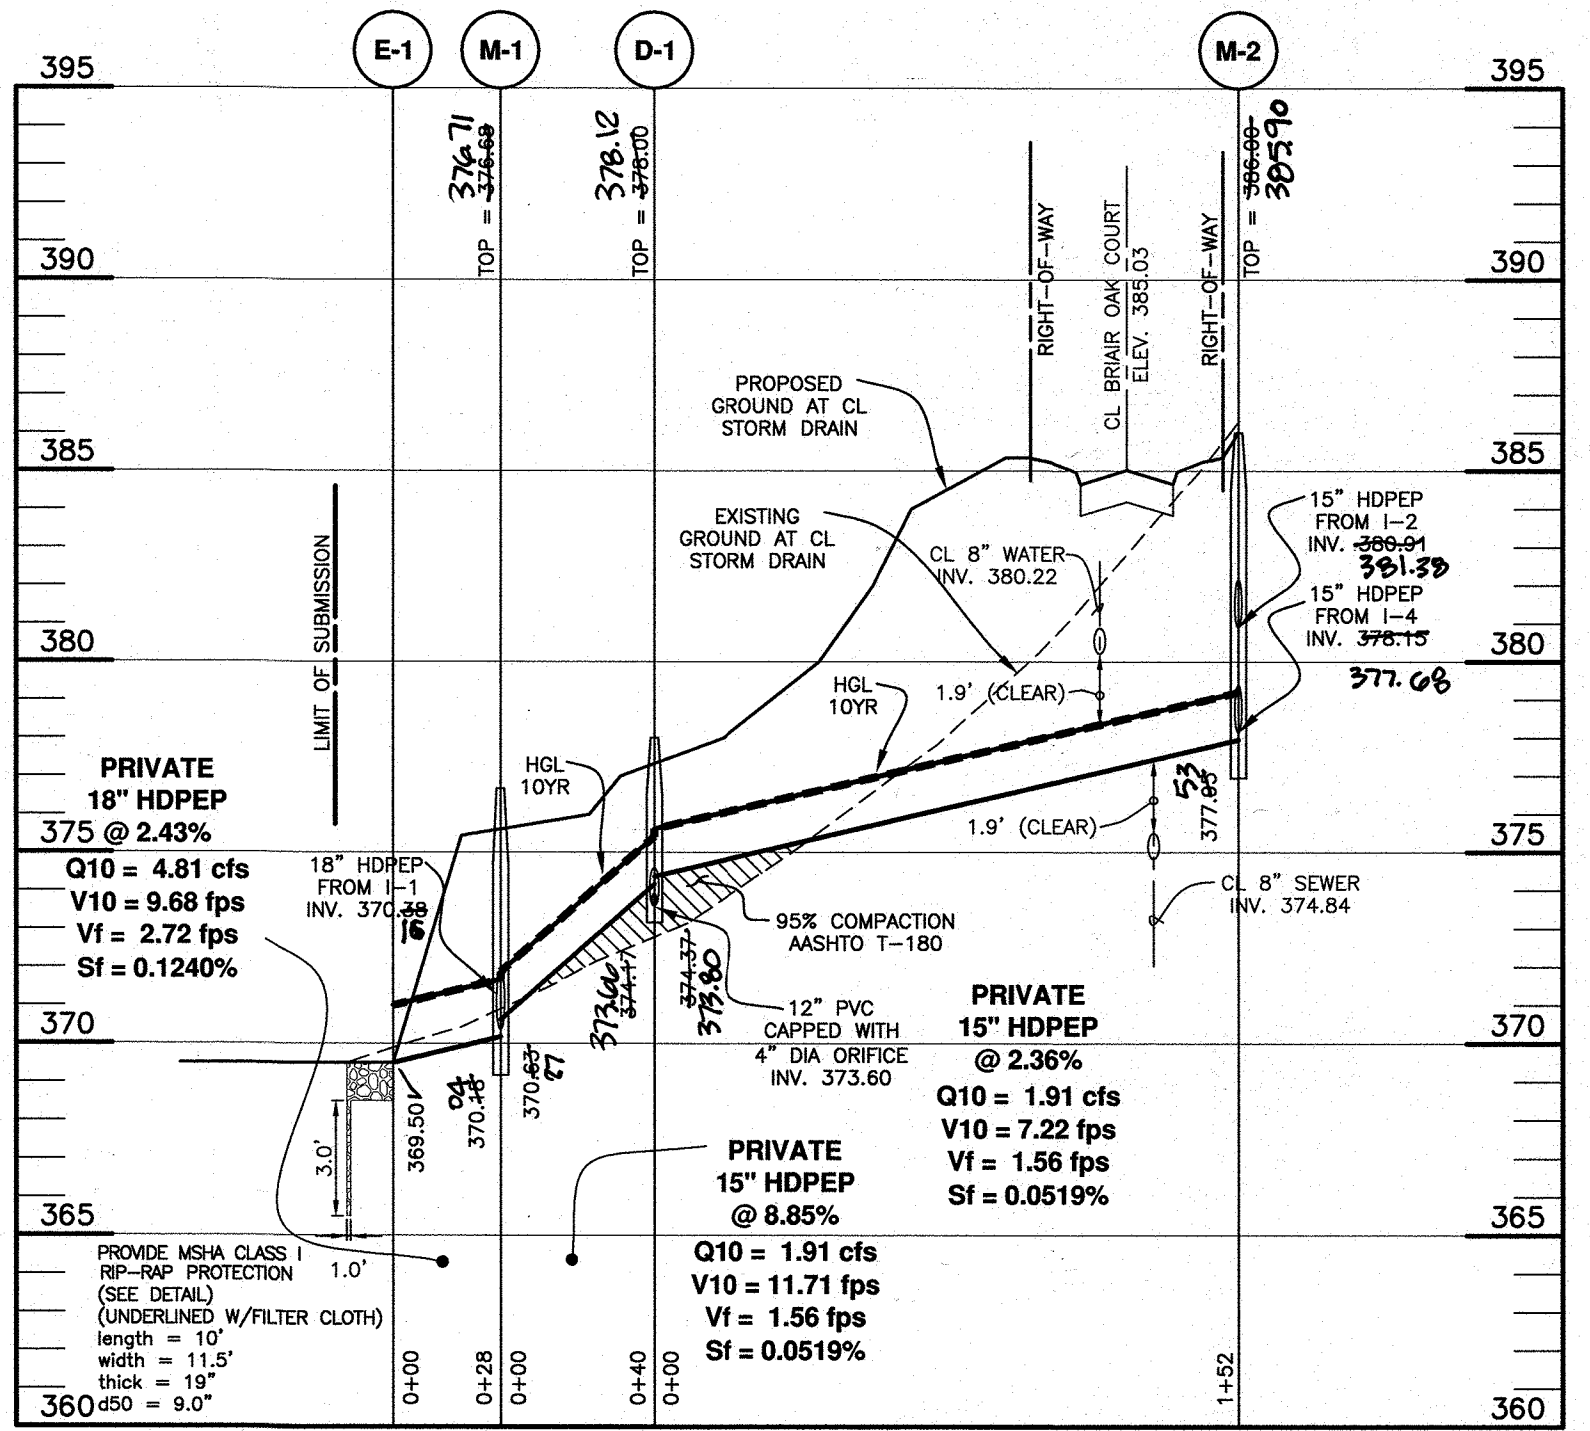 E-1
M-1
D-1
M-2
395
395
376.71
TOP = 376.68
378.12
TOP = 378.00
TOP = 386.00
385.90
390
390
RIGHT-OF-WAY
CL BRIAIR OAK COURT
ELEV. 385.03
RIGHT-OF-WAY
PROPOSED
GROUND AT CL
STORM DRAIN
385
385
EXISTING
GROUND AT CL
STORM DRAIN
CL 8" WATER
INV. 380.22
15" HDPEP
FROM I-2
INV. 380.91
381.38
15" HDPEP
FROM I-4
INV. 378.15
377.68
LIMIT OF SUBMISSION
380
380
HGL
10YR
1.9' (CLEAR)
HGL
10YR
PRIVATE
18" HDPEP
@ 2.43%
375
375
Q10 = 4.81 cfs
V10 = 9.68 fps
Vf = 2.72 fps
Sf = 0.1240%
18" HDPEP
FROM I-1
INV. 370.38
1.9' (CLEAR)
53
377.95
CL 8" SEWER
INV. 374.84
95% COMPACTION
AASHTO T-180
373.66
374.17
374.37
373.80
12" PVC
CAPPED WITH
4" DIA ORIFICE
INV. 373.60
PRIVATE
15" HDPEP
@ 2.36%
Q10 = 1.91 cfs
V10 = 7.22 fps
Vf = 1.56 fps
Sf = 0.0519%
370
370
369.50
04
370.18
370.63
27
3.0'
1.0'
365
365
PRIVATE
15" HDPEP
@ 8.85%
Q10 = 1.91 cfs
V10 = 11.71 fps
Vf = 1.56 fps
Sf = 0.0519%
PROVIDE MSHA CLASS I
RIP-RAP PROTECTION
(SEE DETAIL)
(UNDERLINED W/FILTER CLOTH)
length = 10'
width = 11.5'
thick = 19"
d50 = 9.0"
0+00
0+28
0+00
0+40
0+00
1+52
360
360